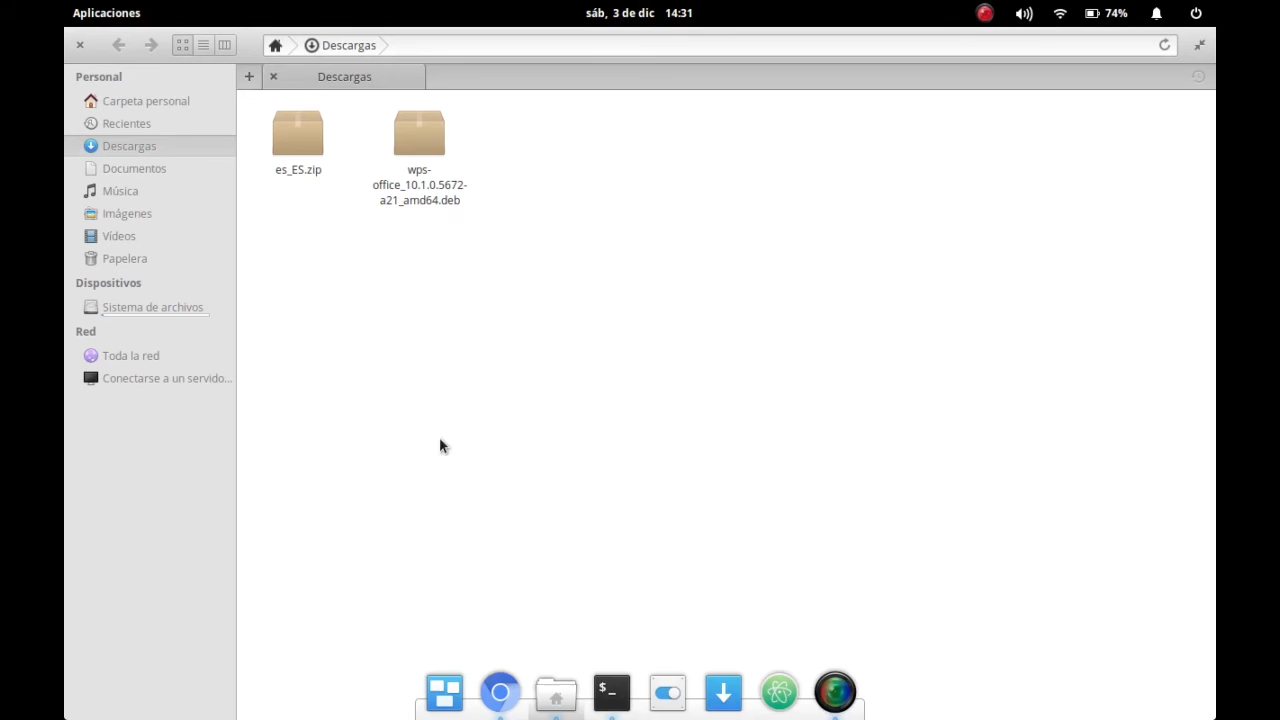 Aplicaciones
sáb, 3 de dic 14:31
74%
Descargas
Descargas
Personal
Carpeta personal
Recientes
Descargas
Documentos
Música
Imágenes
Vídeos
Papelera
Dispositivos
Sistema de archivos
Red
Toda la red
Conectarse a un servido...
es_ES.zip
wps-
office_10.1.0.5672-
a21_amd64.deb
$_